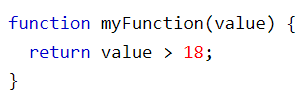 function myFunction(value) {
  return value > 18;
}